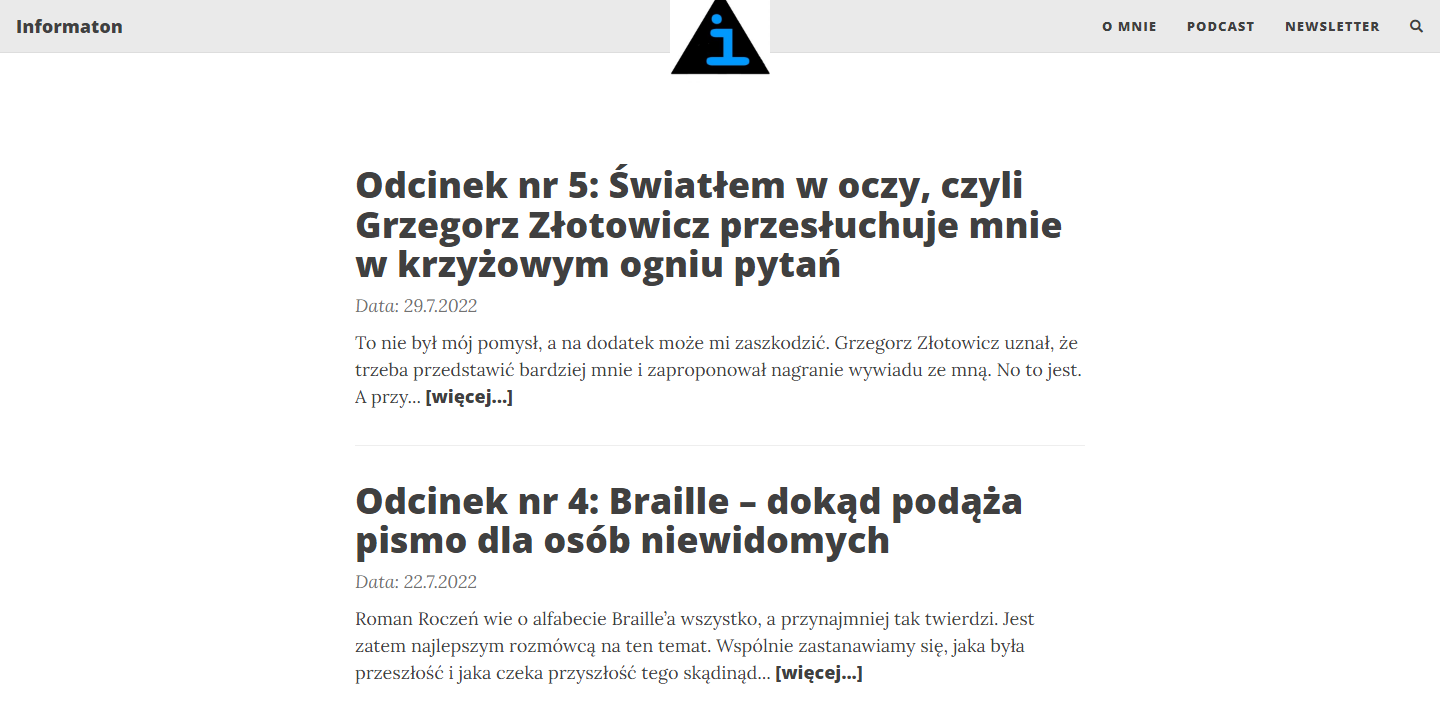 Informaton
i
O MNIE
PODCAST
NEWSLETTER
Odcinek nr 5: Światłem w oczy, czyli
Grzegorz Złotowicz przesłuchuje mnie
w krzyżowym ogniu pytań
Data: 29.7.2022
To nie był mój pomysł, a na dodatek może mi zaszkodzić. Grzegorz Złotowicz uznał, że
trzeba przedstawić bardziej mnie i zaproponował nagranie wywiadu ze mną. No to jest.
A przy... [więcej...]
Odcinek nr 4: Braille – dokąd podąża
pismo dla osób niewidomych
Data: 22.7.2022
Roman Roczeń wie o alfabecie Braille’a wszystko, a przynajmniej tak twierdzi. Jest
zatem najlepszym rozmówcą na ten temat. Wspólnie zastanawiamy się, jaka była
przeszłość i jaka czeka przyszłość tego skądinąd... [więcej...]